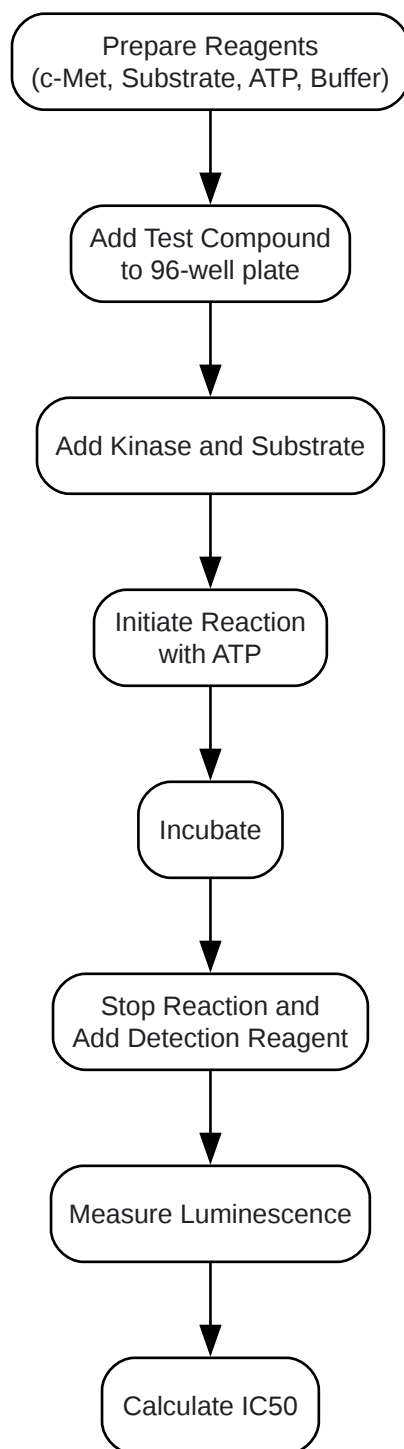 Prepare Reagents
(c-Met, Substrate, ATP, Buffer)
Add Test Compound
to 96-well plate
Add Kinase and Substrate
Initiate Reaction
with ATP
Incubate
Stop Reaction and
Add Detection Reagent
Measure Luminescence
Calculate IC50